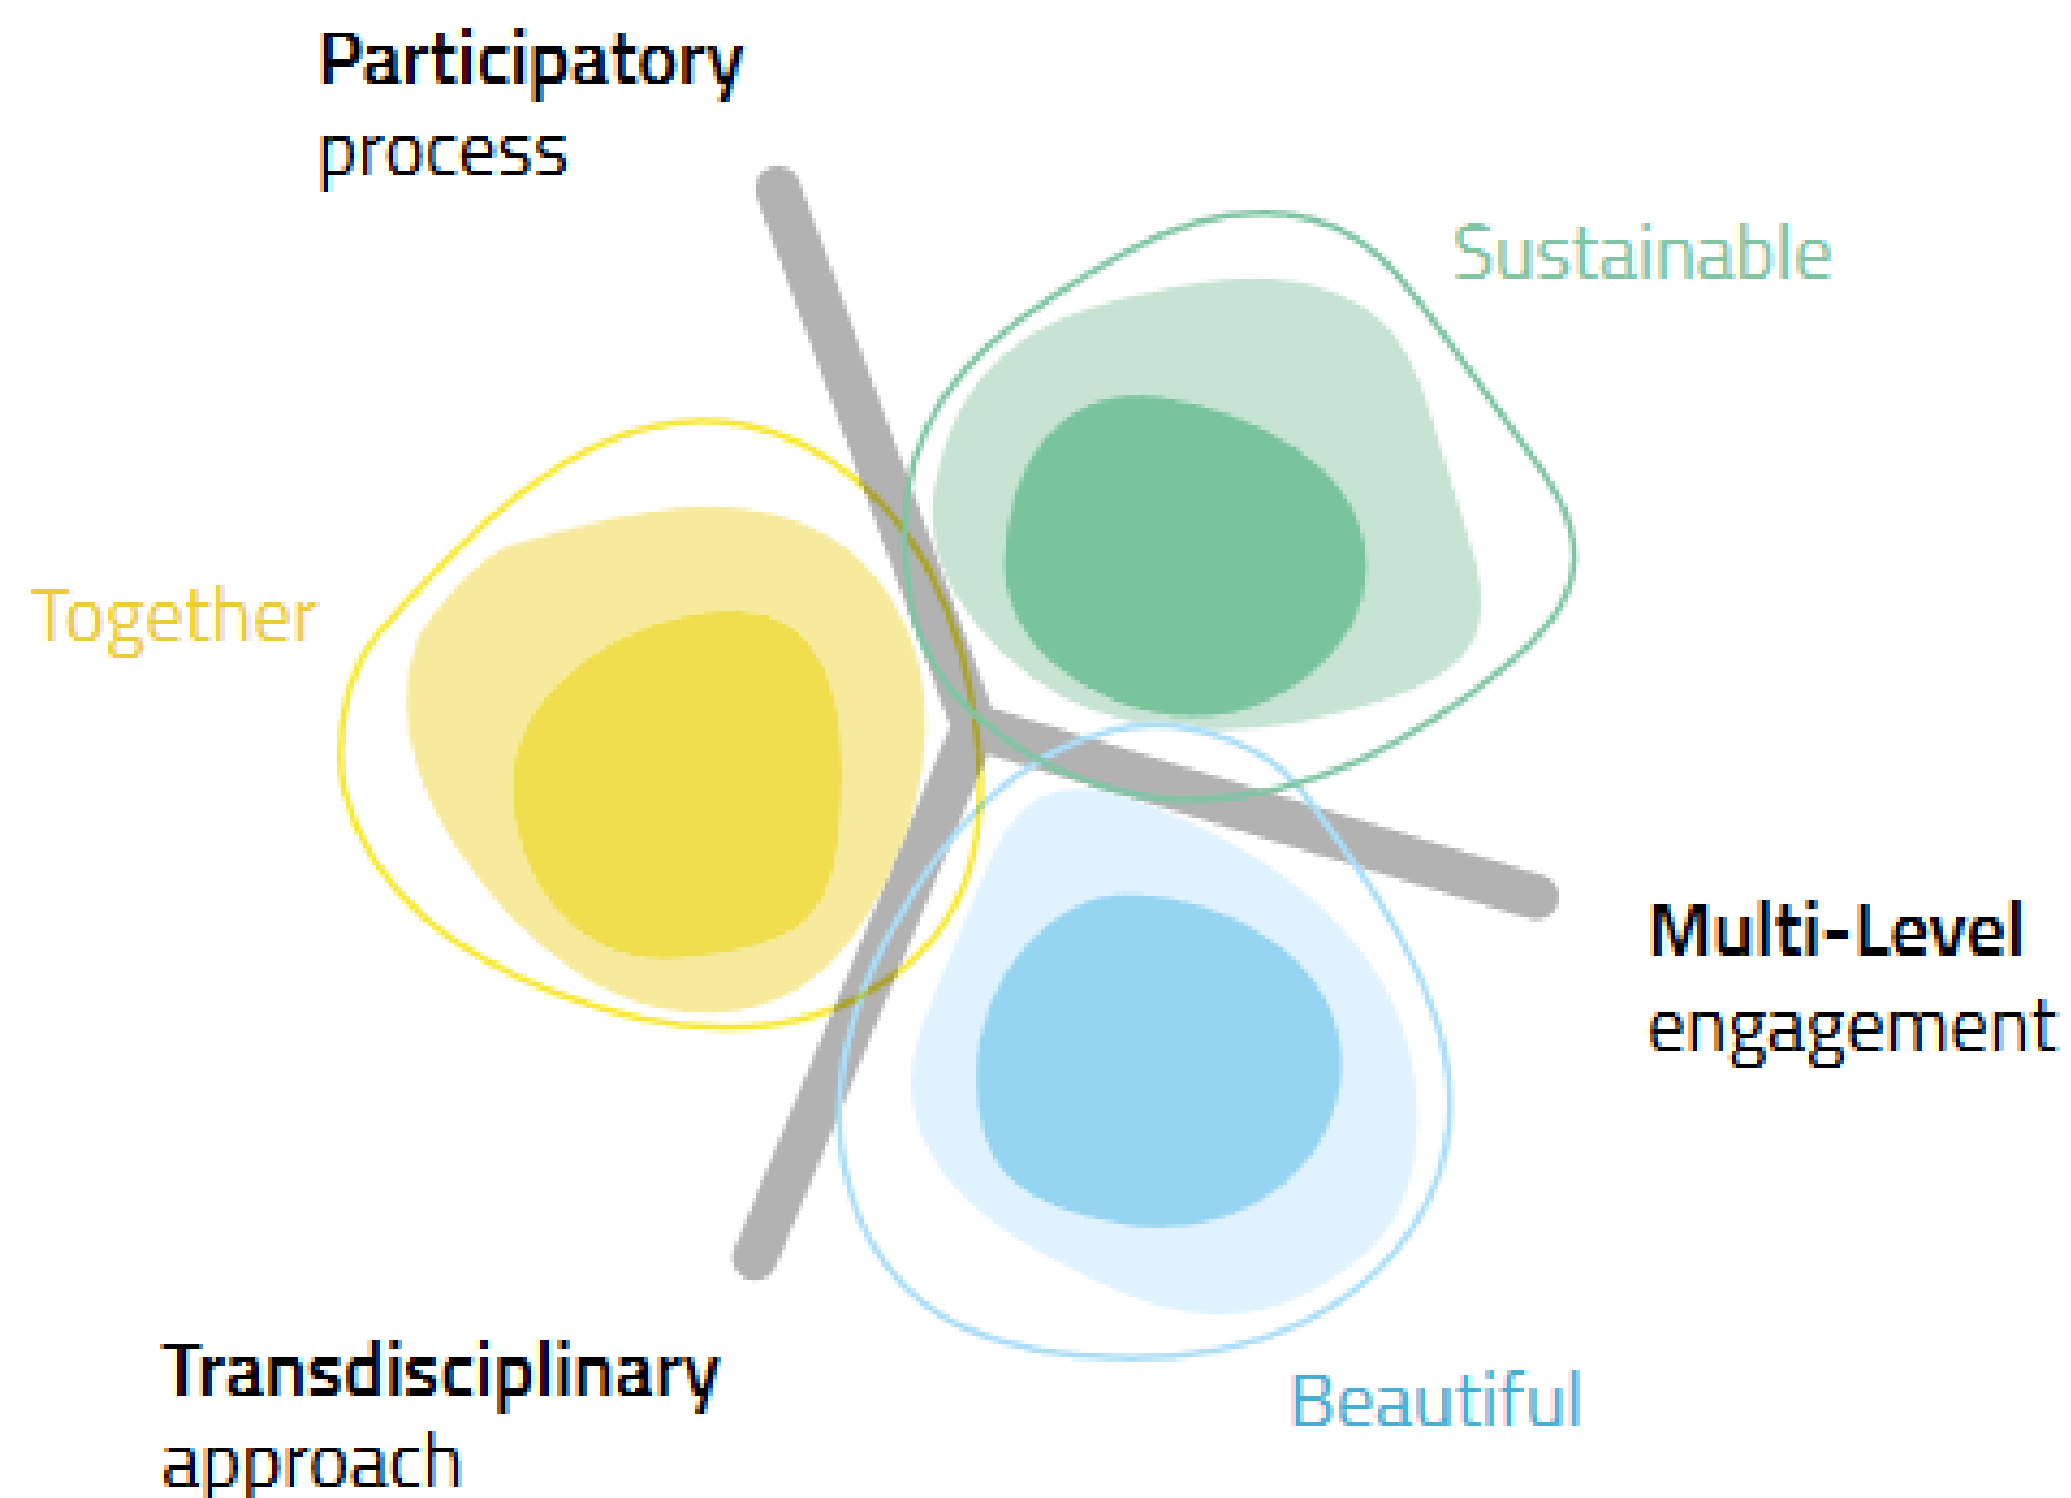 Participatory
process
Sustainable
Together
Multi-Level
engagement
Transdisciplinary
approach
Beautiful